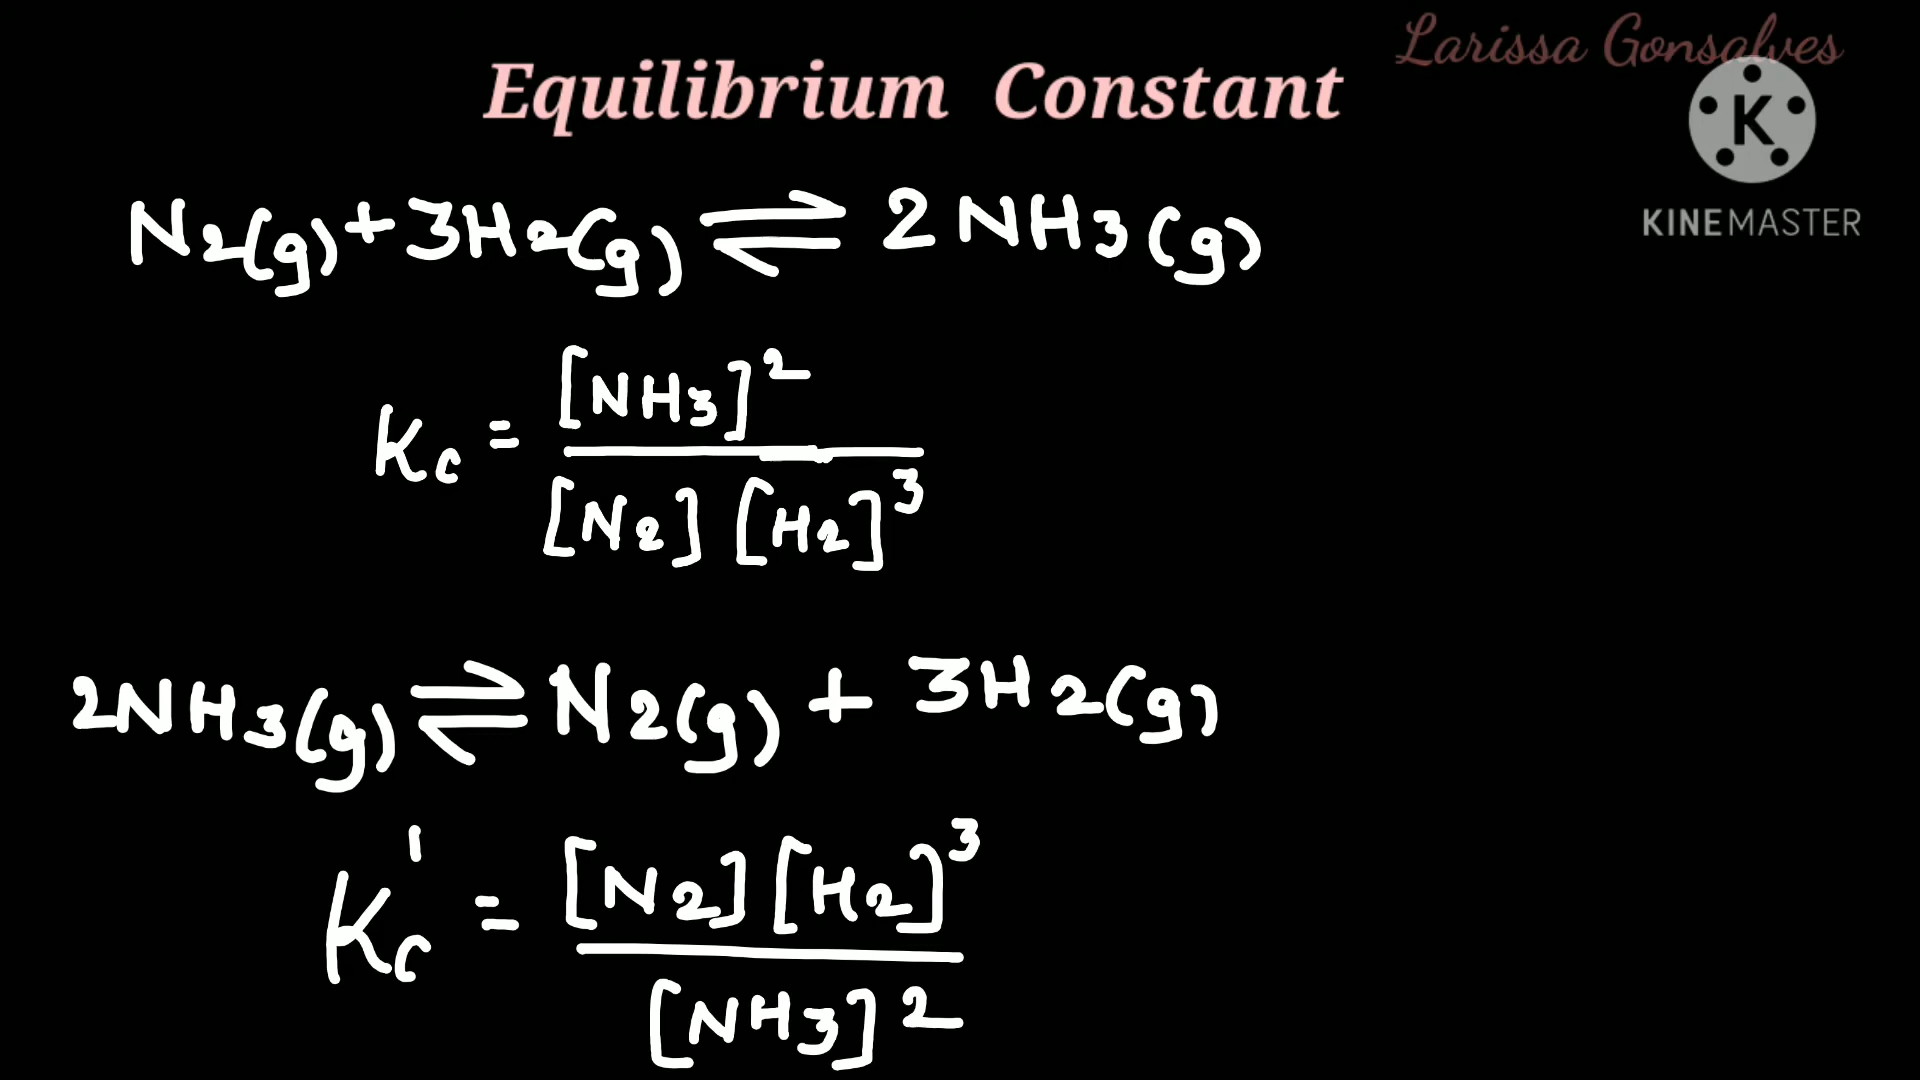 Larissa Gonsalves
Equilibrium Constant
K
KINEMASTER
N2(g)+3H2(g) ⇌ 2NH3(g)
[NH3]²
Kc =
[N2] [H2]³
2NH3(g) ⇌ N2(g) + 3H2(g)
Kc' = [N2] [H2]³
[NH3]²